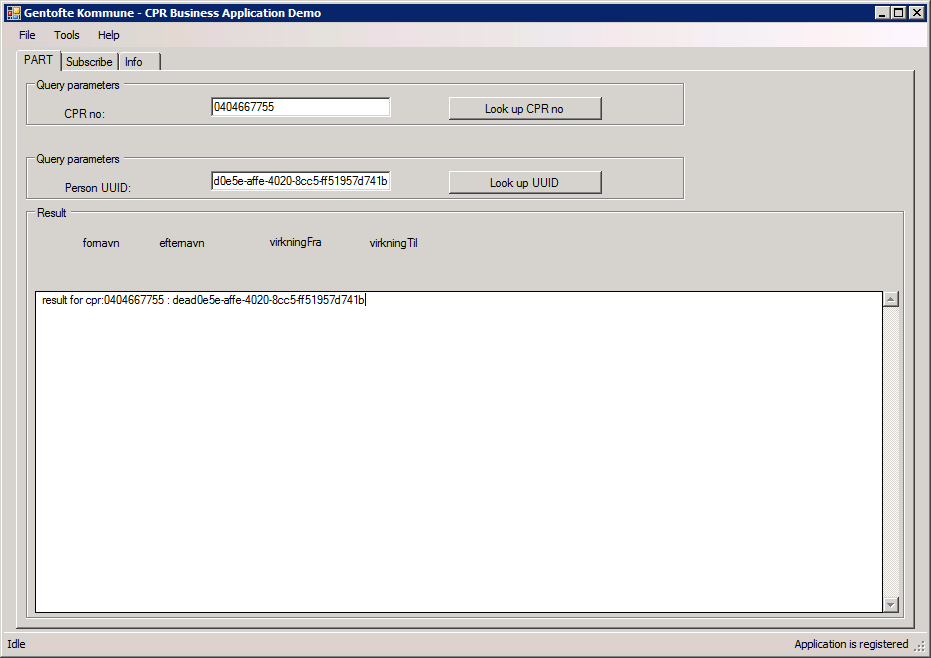 Gentofte Kommune - CPR Business Application Demo
File Tools Help
PART Subscribe Info
Query parameters
CPR no: 0404667755 Look up CPR no
Query parameters
Person UUID: d0e5e-affe-4020-8cc5-ff51957d741b Look up UUID
Result
fornavn efternavn virkningFra virkningTil
result for cpr:0404667755 : dead0e5e-affe-4020-8cc5-ff51957d741b
Idle Application is registered